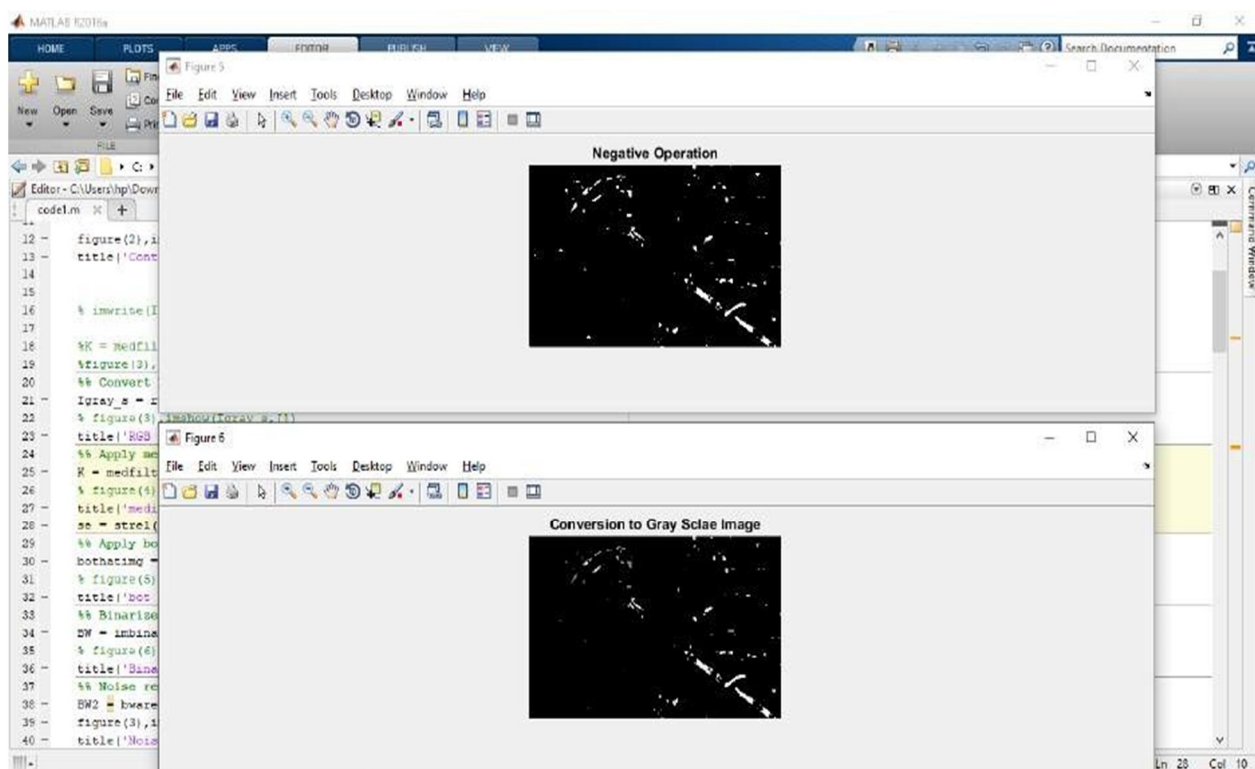 MATLAB R2016a
HOME PLOTS APPS EDITOR PUBLISH VIEW Search Documentation
New Open Save Fin
Co
Pri
FILE
C:
Editor - C:\Users\hp\Down
code1.m
Command Window
Figure 5
File Edit View Insert Tools Desktop Window Help
Negative Operation
12 figure(2),i
13 title('Cont
14
15
16 % imwrite(I
17
18 %K = medfil
19 %figure(3),
20 %% Convert
21 Igray_s = r
22 % figure(3),imshow(Igray_s,[])
23 title('RGB
24 %% Apply me
25 K = medfilt
26 % figure(4)
27 title('medi
28 se = strel(
29 %% Apply bo
30 bothatimg =
31 % figure(5)
32 title('bot
33 %% Binarize
34 BW = imbina
35 % figure(6)
36 title('Bina
37 %% Noise re
38 BW2 = bware
39 figure(3),i
40 title('Nois
Figure 6
File Edit View Insert Tools Desktop Window Help
Conversion to Gray Sclae Image
Ln 28 Col 10